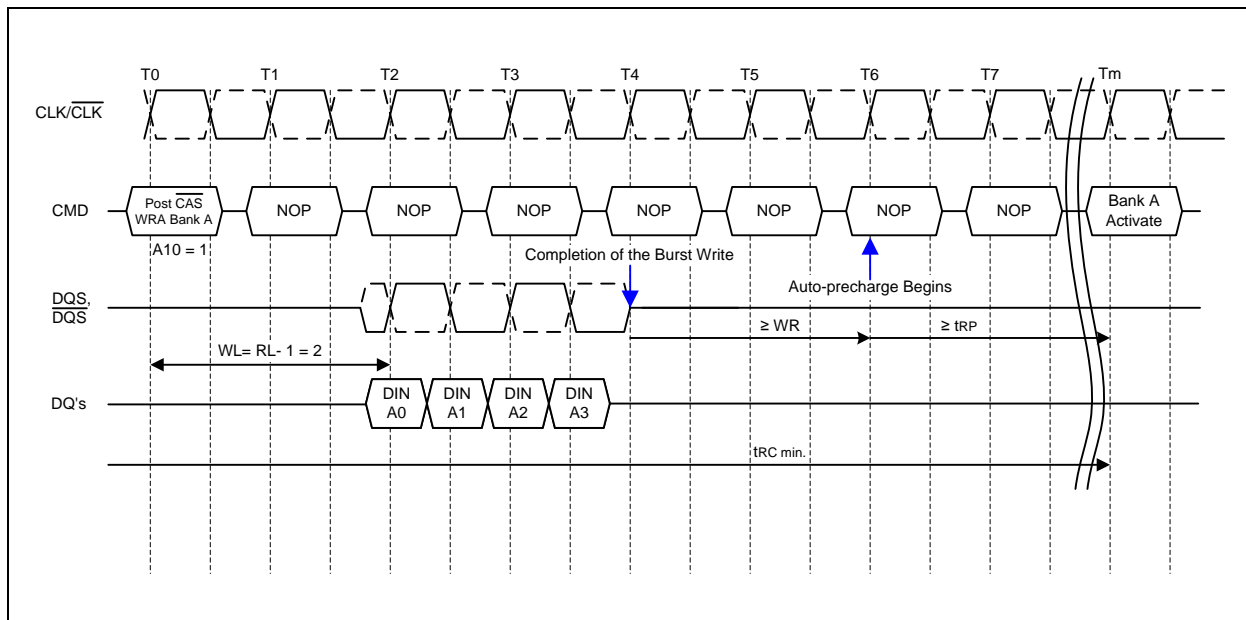 T0 T1 T2 T3 T4 T5 T6 T7 Tm
CLK/CLK
CMD
Post CAS
WRA Bank A
NOP NOP NOP NOP NOP NOP NOP
Bank A
Activate
A10 = 1
Completion of the Burst Write
Auto-precharge Begins
DQS,
DQS
≥ WR
≥ tRP
WL= RL- 1 = 2
DQ's
DIN
A0
DIN
A1
DIN
A2
DIN
A3
tRC min.